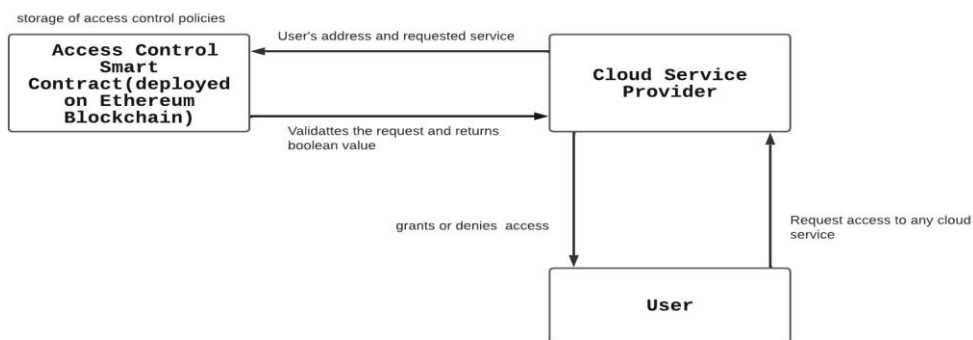 storage of access control policies
Access Control
Smart
Contract(deployed
on Ethereum
Blockchain)
User's address and requested service
Cloud Service
Provider
Validattes the request and returns
boolean value
grants or denies access
Request access to any cloud
service
User